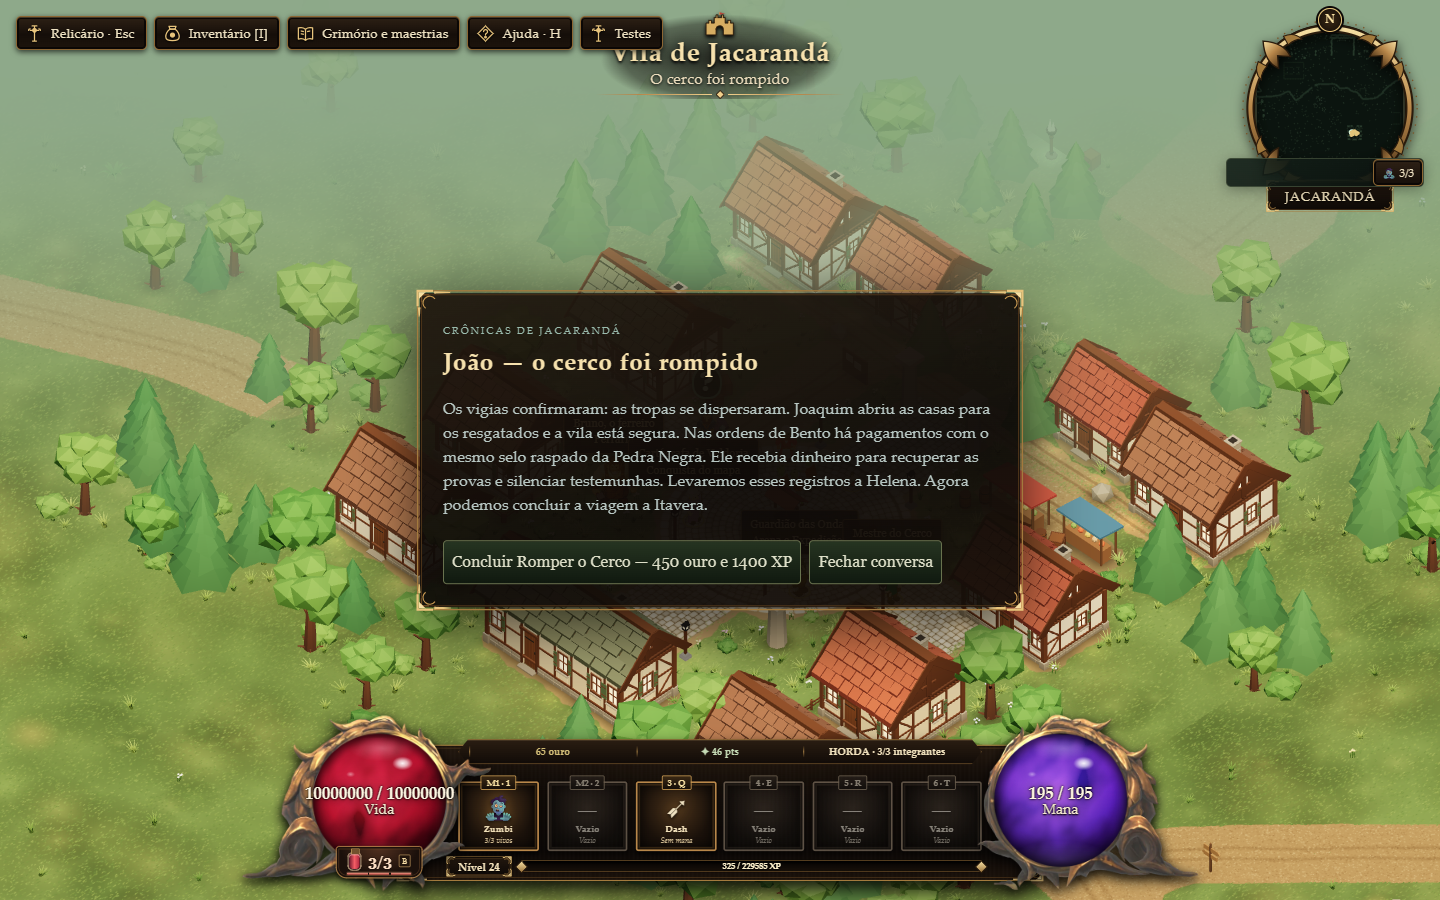 Relicário · Esc
Inventário [I]
Grimório e maestrias
Ajuda · H
Testes
Vila de Jacarandá
O cerco foi rompido
N
3/3
JACARANDÁ
CRÔNICAS DE JACARANDÁ
João — o cerco foi rompido
Os vigias confirmaram: as tropas se dispersaram. Joaquim abriu as casas para
os resgatados e a vila está segura. Nas ordens de Bento há pagamentos com o
mesmo selo raspado da Pedra Negra. Ele recebia dinheiro para recuperar as
provas e silenciar testemunhas. Levaremos esses registros a Helena. Agora
podemos concluir a viagem a Itavera.
Guardião das Onda
Mestre do Cerco
Concluir Romper o Cerco — 450 ouro e 1400 XP
Fechar conversa
65 ouro
✦ 46 pts
HORDA · 3/3 integrantes
M1 · 1
M2 · 2
3 · Q
4 · E
5 · R
6 · T
Zumbi
3/3 vivos
Vazio
Vazio
Dash
Sem mana
Vazio
Vazio
Vazio
Vazio
Vazio
Vazio
10000000 / 10000000
Vida
3/3
B
195 / 195
Mana
Nível 24
325 / 229585 XP